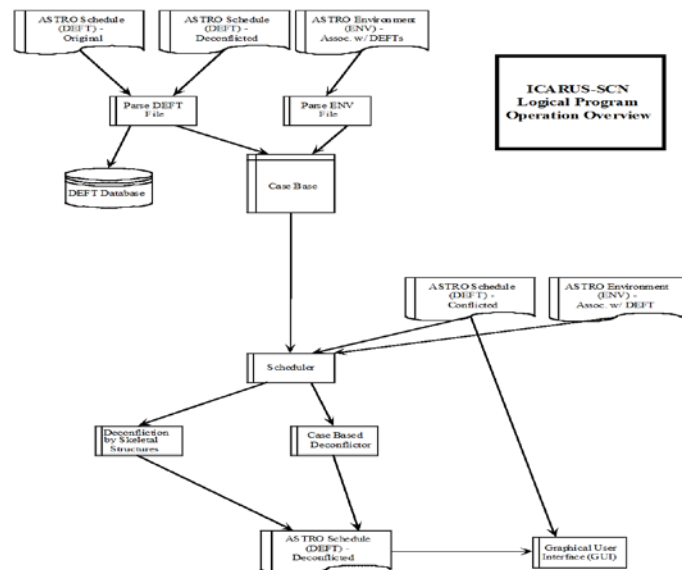 ASTRO Schedule
(DEFT) -
Original
ASTRO Schedule
(DEFT) -
Deconflicted
ASTRO Environment
(ENV) -
Assoc. w/ DEFTs
ICARUS-SCN
Logical Program
Operation Overview
Parse DEFT
File
Parse ENV
File
DEFT Database
Case Base
ASTRO Schedule
(DEFT) -
Conflicted
ASTRO Environment
(ENV) -
Assoc. w/ DEFT
Scheduler
Deconfliction
by Skeletal
Structures
Case Based
Deconflictor
ASTRO Schedule
(DEFT) -
Deconflicted
Graphical User
Interface (GUI)